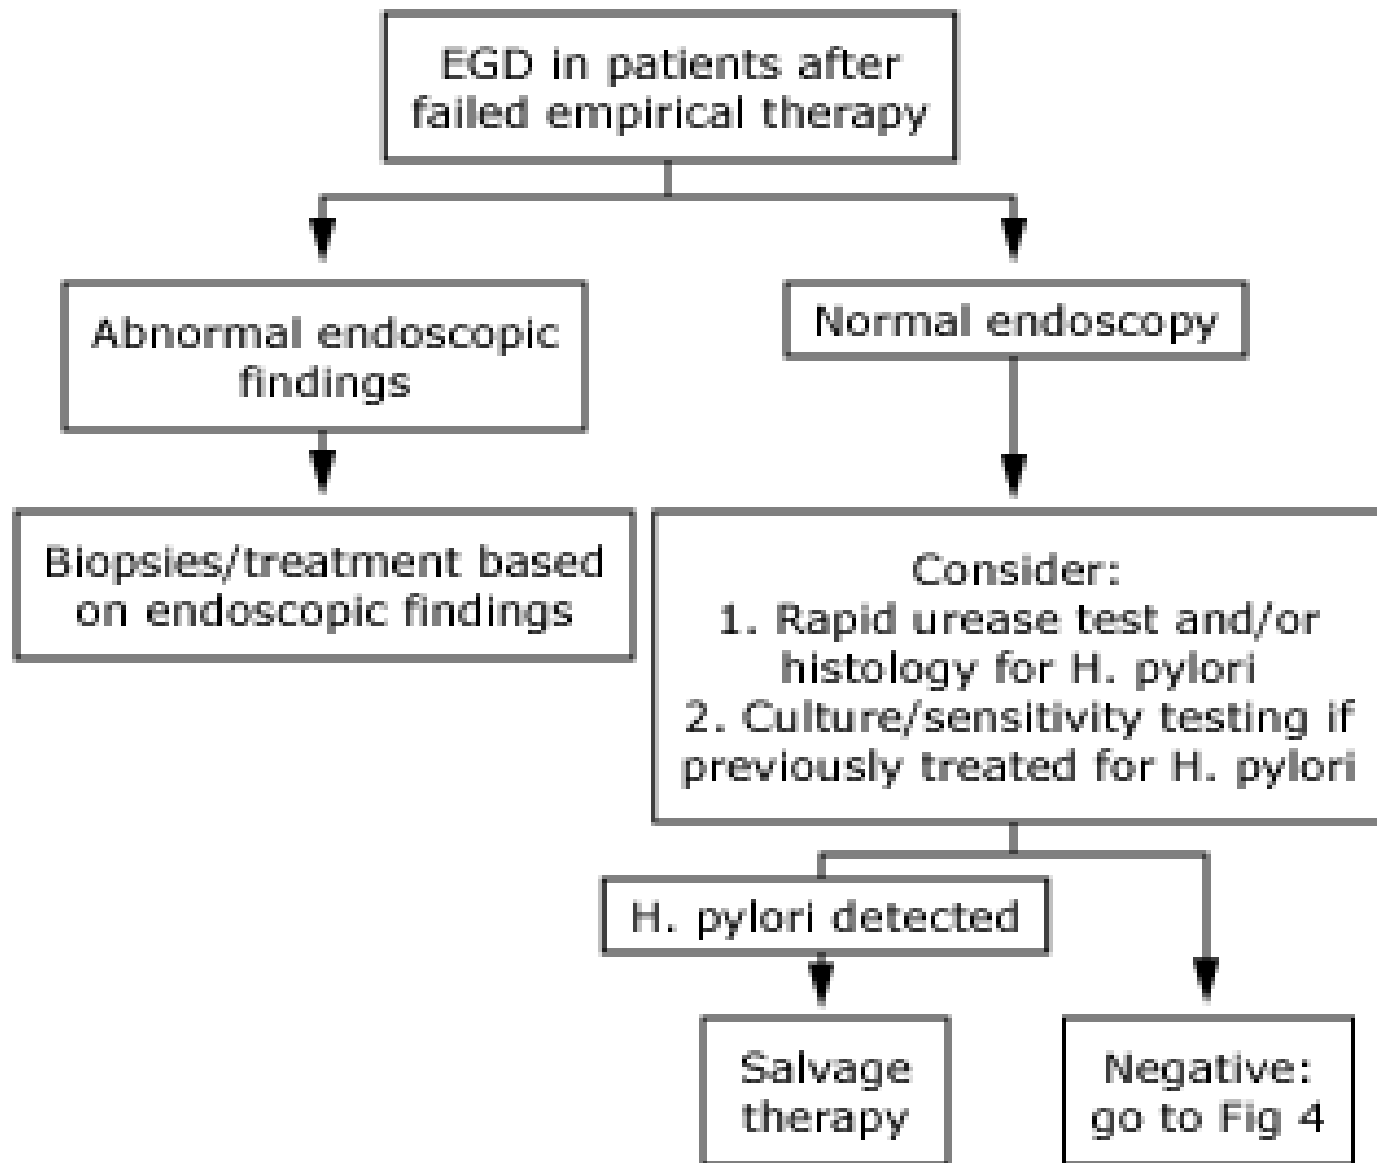 EGD in patients after
failed empirical therapy
Abnormal endoscopic
findings
Normal endoscopy
Biopsies/treatment based
on endoscopic findings
Consider:
1. Rapid urease test and/or
histology for H. pylori
2. Culture/sensitivity testing if
previously treated for H. pylori
H. pylori detected
Salvage
therapy
Negative:
go to Fig 4